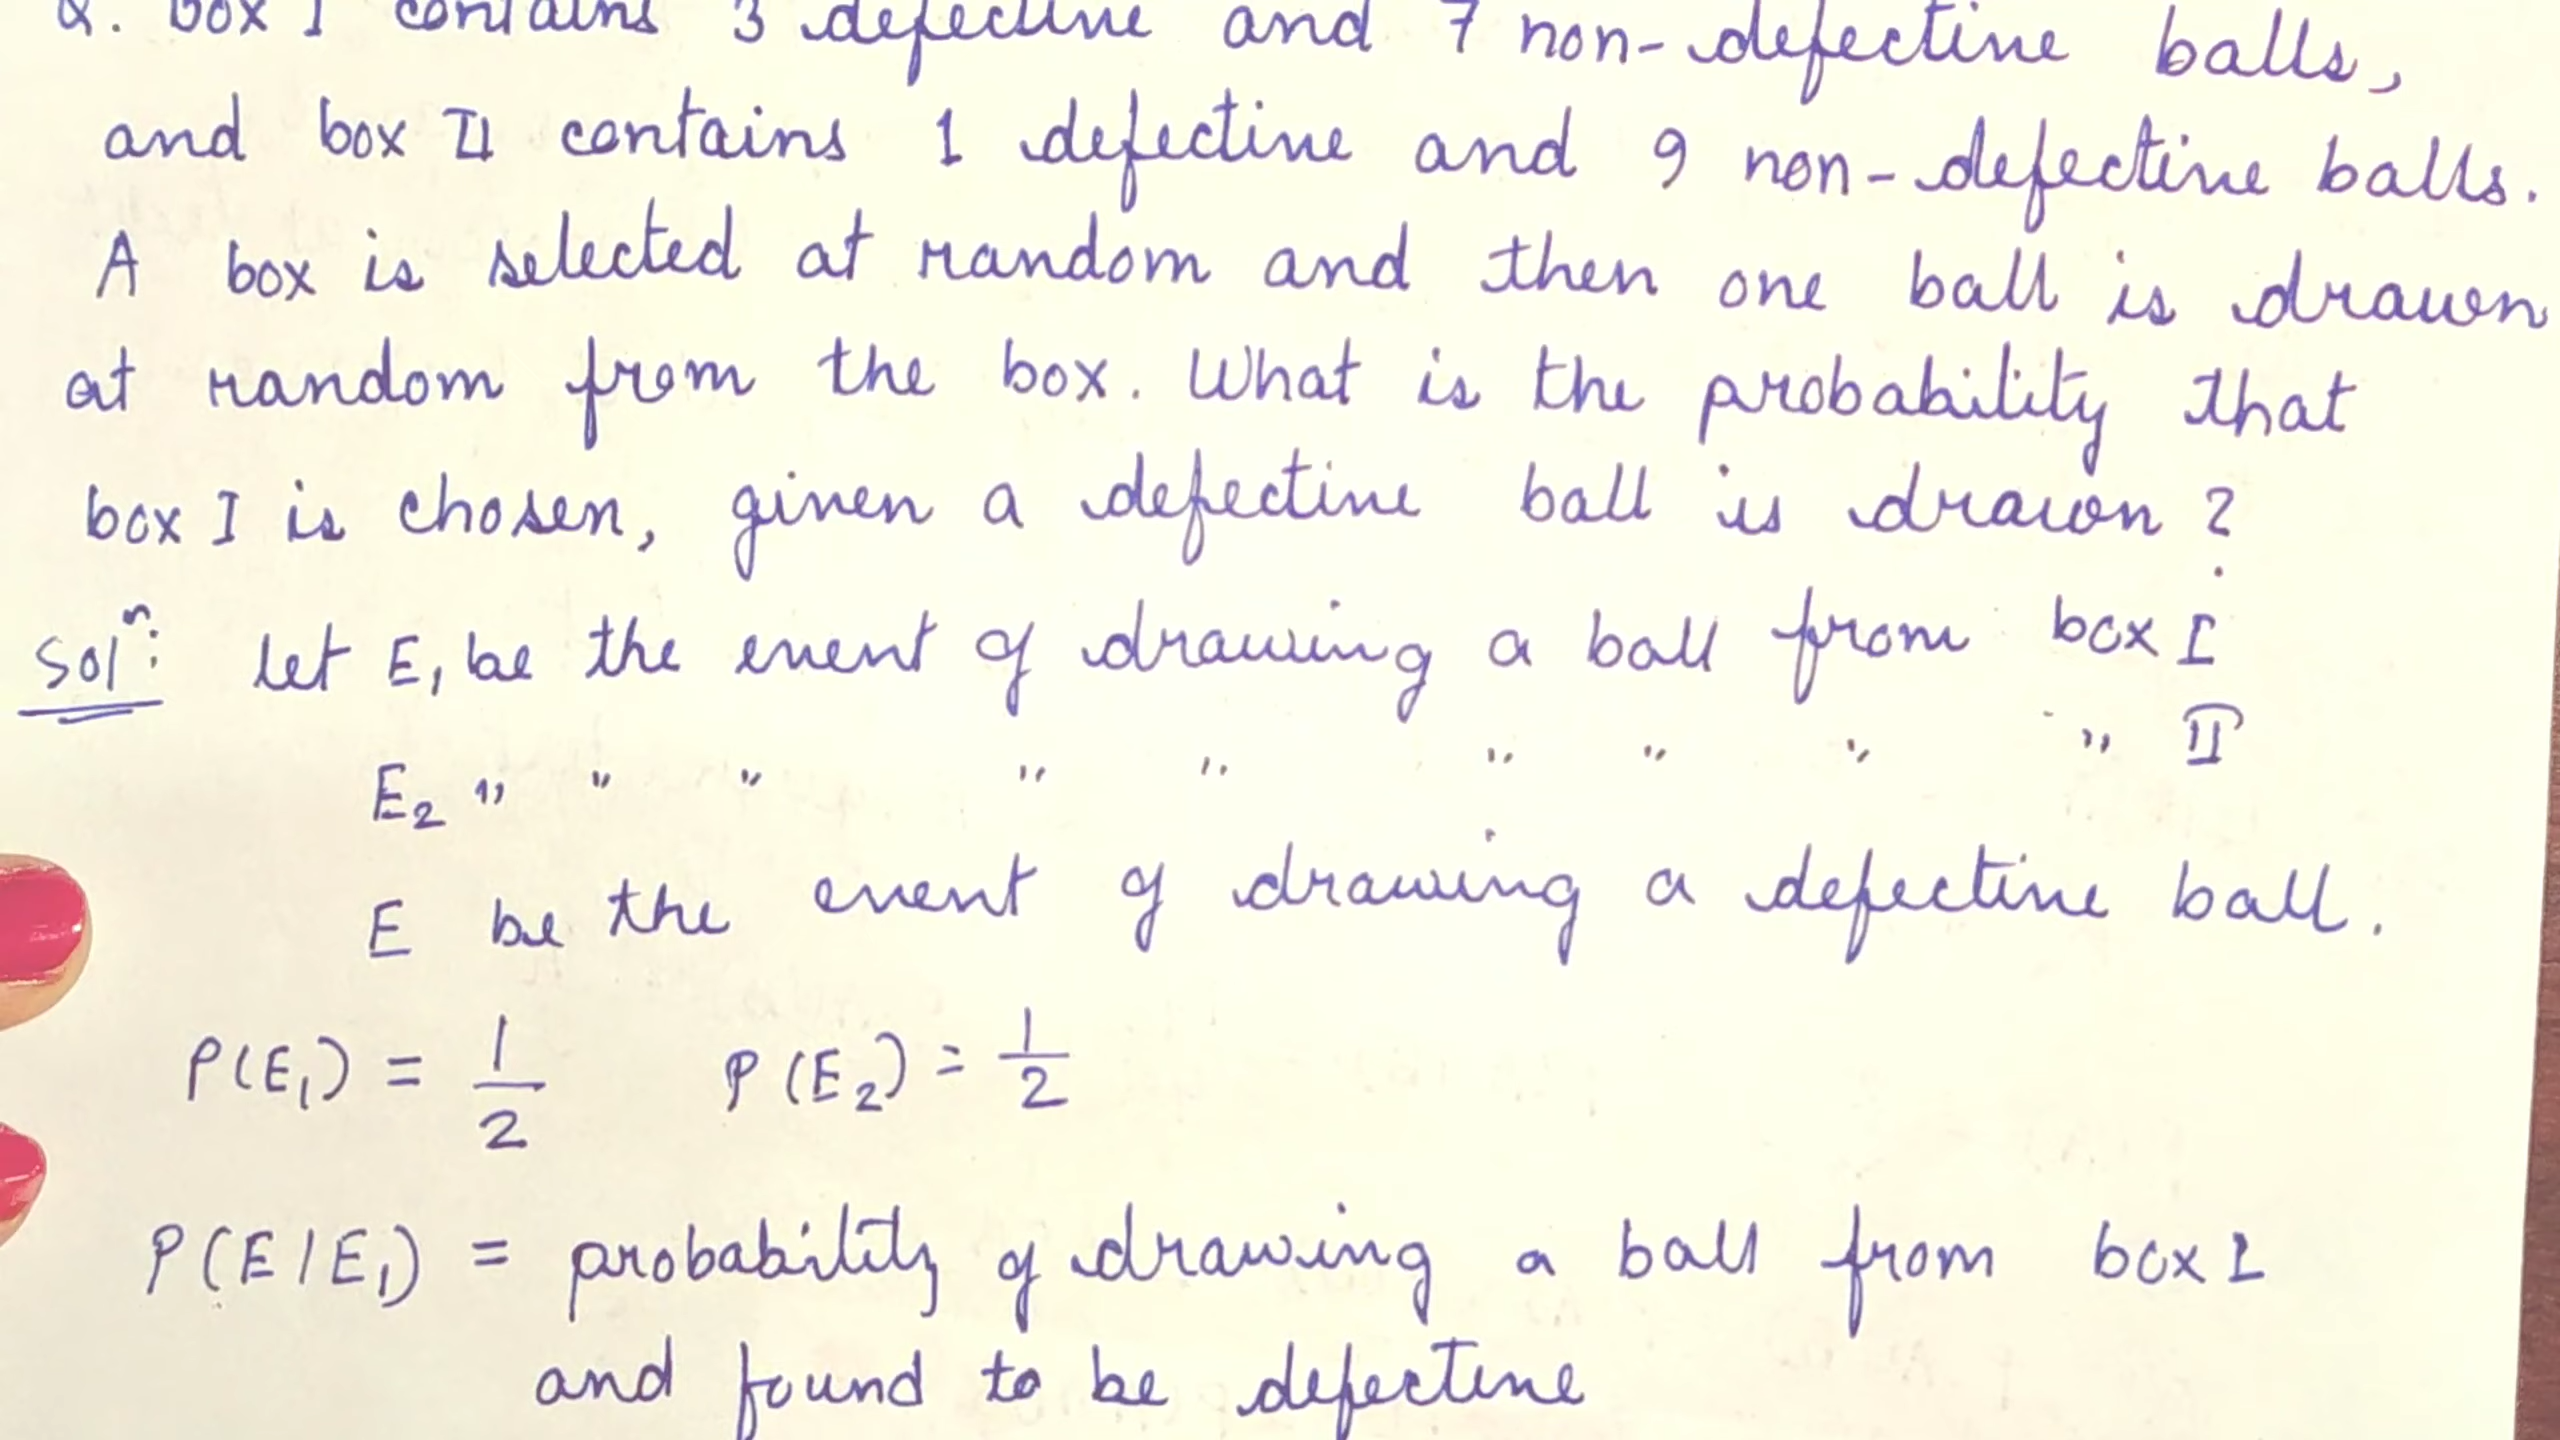 Q. Box I contains 3 defective and 7 non-defective balls,
and box II contains 1 defective and 9 non-defective balls.
A box is selected at random and then one ball is drawn
at random from the box. What is the probability that
box I is chosen, given a defective ball is drawn?
Solⁿ: let E₁ be the event of drawing a ball from box I
E₂ " " " " " " " " " II
E be the event of drawing a defective ball.
P(E₁) = 1/2 P(E₂) = 1/2
P(E/E₁) = probability of drawing a ball from box I
and found to be defective